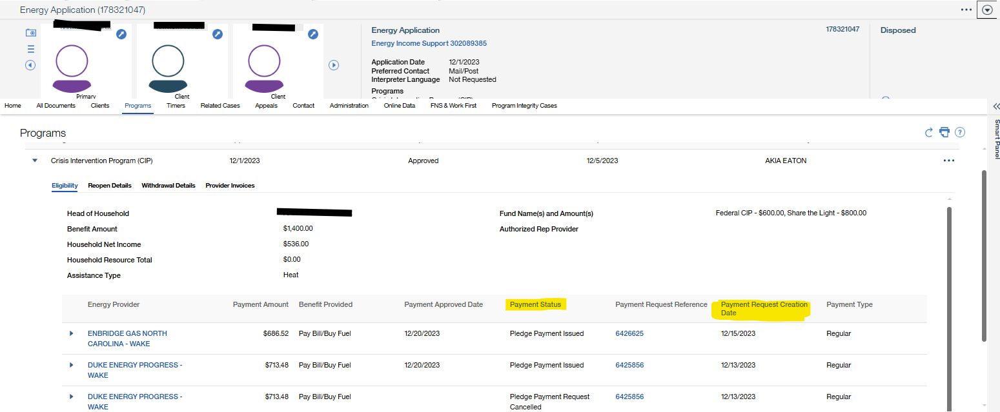 Energy Application (178321047)
Energy Application
178321047
Disposed
Energy Income Support 302089385
Application Date 12/1/2023
Preferred Contact Mail/Post
Interpreter Language Not Requested
Programs
Primary
Client
Client
Home All Documents Clients Programs Timers Related Cases Appeals Contact Administration Online Data FNS & Work First Program Integrity Cases
Smart Panel
Programs
Crisis Intervention Program (CIP) 12/1/2023 Approved 12/5/2023 AKIA EATON
Eligibility Reopen Details Withdrawal Details Provider Invoices
Head of Household
Fund Name(s) and Amount(s) Federal CIP - $600.00, Share the Light - $800.00
Benefit Amount $1,400.00
Authorized Rep Provider
Household Net Income $536.00
Household Resource Total $0.00
Assistance Type Heat
Energy Provider Payment Amount Benefit Provided Payment Approved Date Payment Status Payment Request Reference Payment Request Creation
Date
Payment Type
ENBRIDGE GAS NORTH $686.52 Pay Bill/Buy Fuel 12/20/2023 Pledge Payment Issued 6426625 12/15/2023 Regular
CAROLINA - WAKE
DUKE ENERGY PROGRESS - $713.48 Pay Bill/Buy Fuel 12/20/2023 Pledge Payment Issued 6425856 12/13/2023 Regular
WAKE
DUKE ENERGY PROGRESS - $713.48 Pay Bill/Buy Fuel Pledge Payment Request 6425856 12/13/2023 Regular
WAKE Cancelled